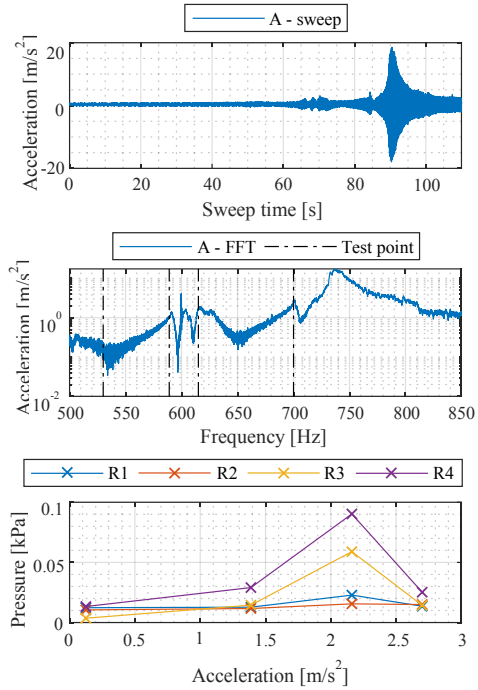 A - sweep
Acceleration [m/s²]
20
0
-20
0 20 40 60 80 100
Sweep time [s]
A - FFT Test point
Acceleration [m/s²]
10⁰
10⁻²
500 550 600 650 700 750 800 850
Frequency [Hz]
R1 R2 R3 R4
Pressure [kPa]
0.1
0.05
0
0 0.5 1 1.5 2 2.5 3
Acceleration [m/s²]